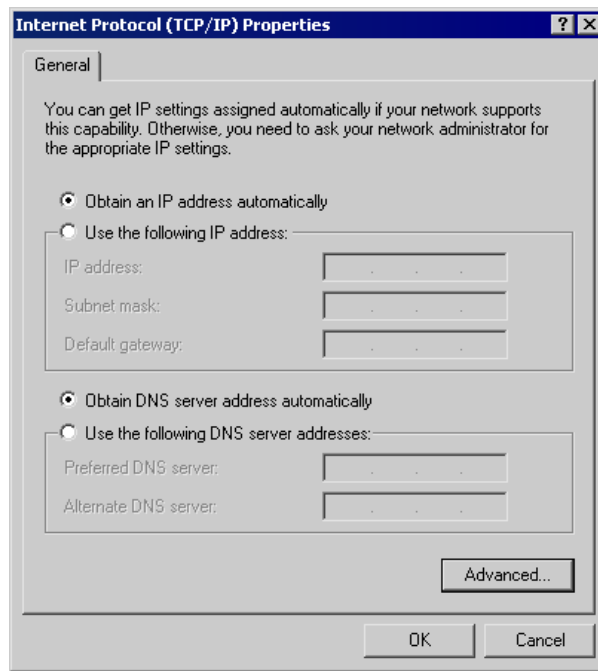 Internet Protocol (TCP/IP) Properties
General
You can get IP settings assigned automatically if your network supports
this capability. Otherwise, you need to ask your network administrator for
the appropriate IP settings.
Obtain an IP address automatically
Use the following IP address:
IP address:
Subnet mask:
Default gateway:
Obtain DNS server address automatically
Use the following DNS server addresses:
Preferred DNS server:
Alternate DNS server:
Advanced...
OK Cancel